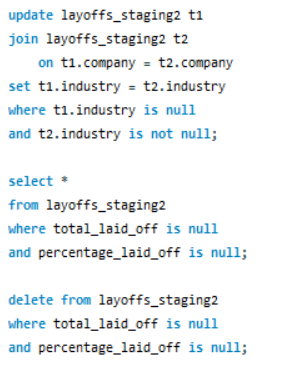 update layoffs_staging2 t1
join layoffs_staging2 t2
    on t1.company = t2.company
set t1.industry = t2.industry
where t1.industry is null
and t2.industry is not null;

select *
from layoffs_staging2
where total_laid_off is null
and percentage_laid_off is null;

delete from layoffs_staging2
where total_laid_off is null
and percentage_laid_off is null;